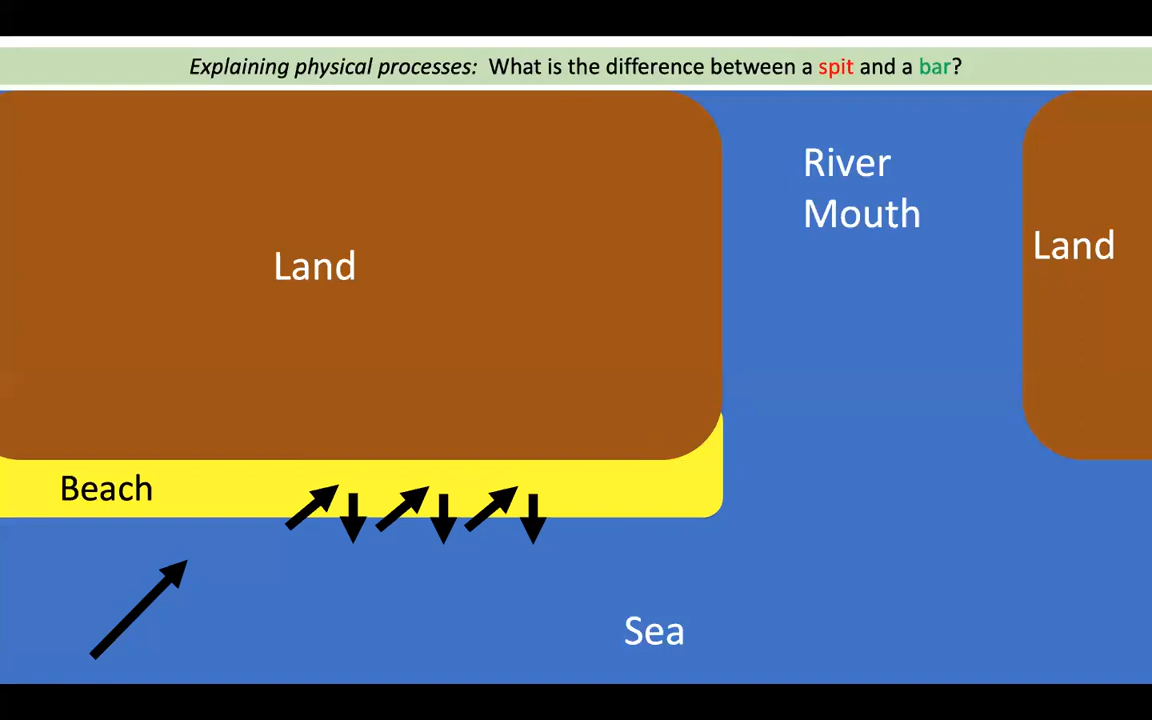 Explaining physical processes: What is the difference between a spit and a bar?
River
Mouth
Land
Land
Beach
Sea